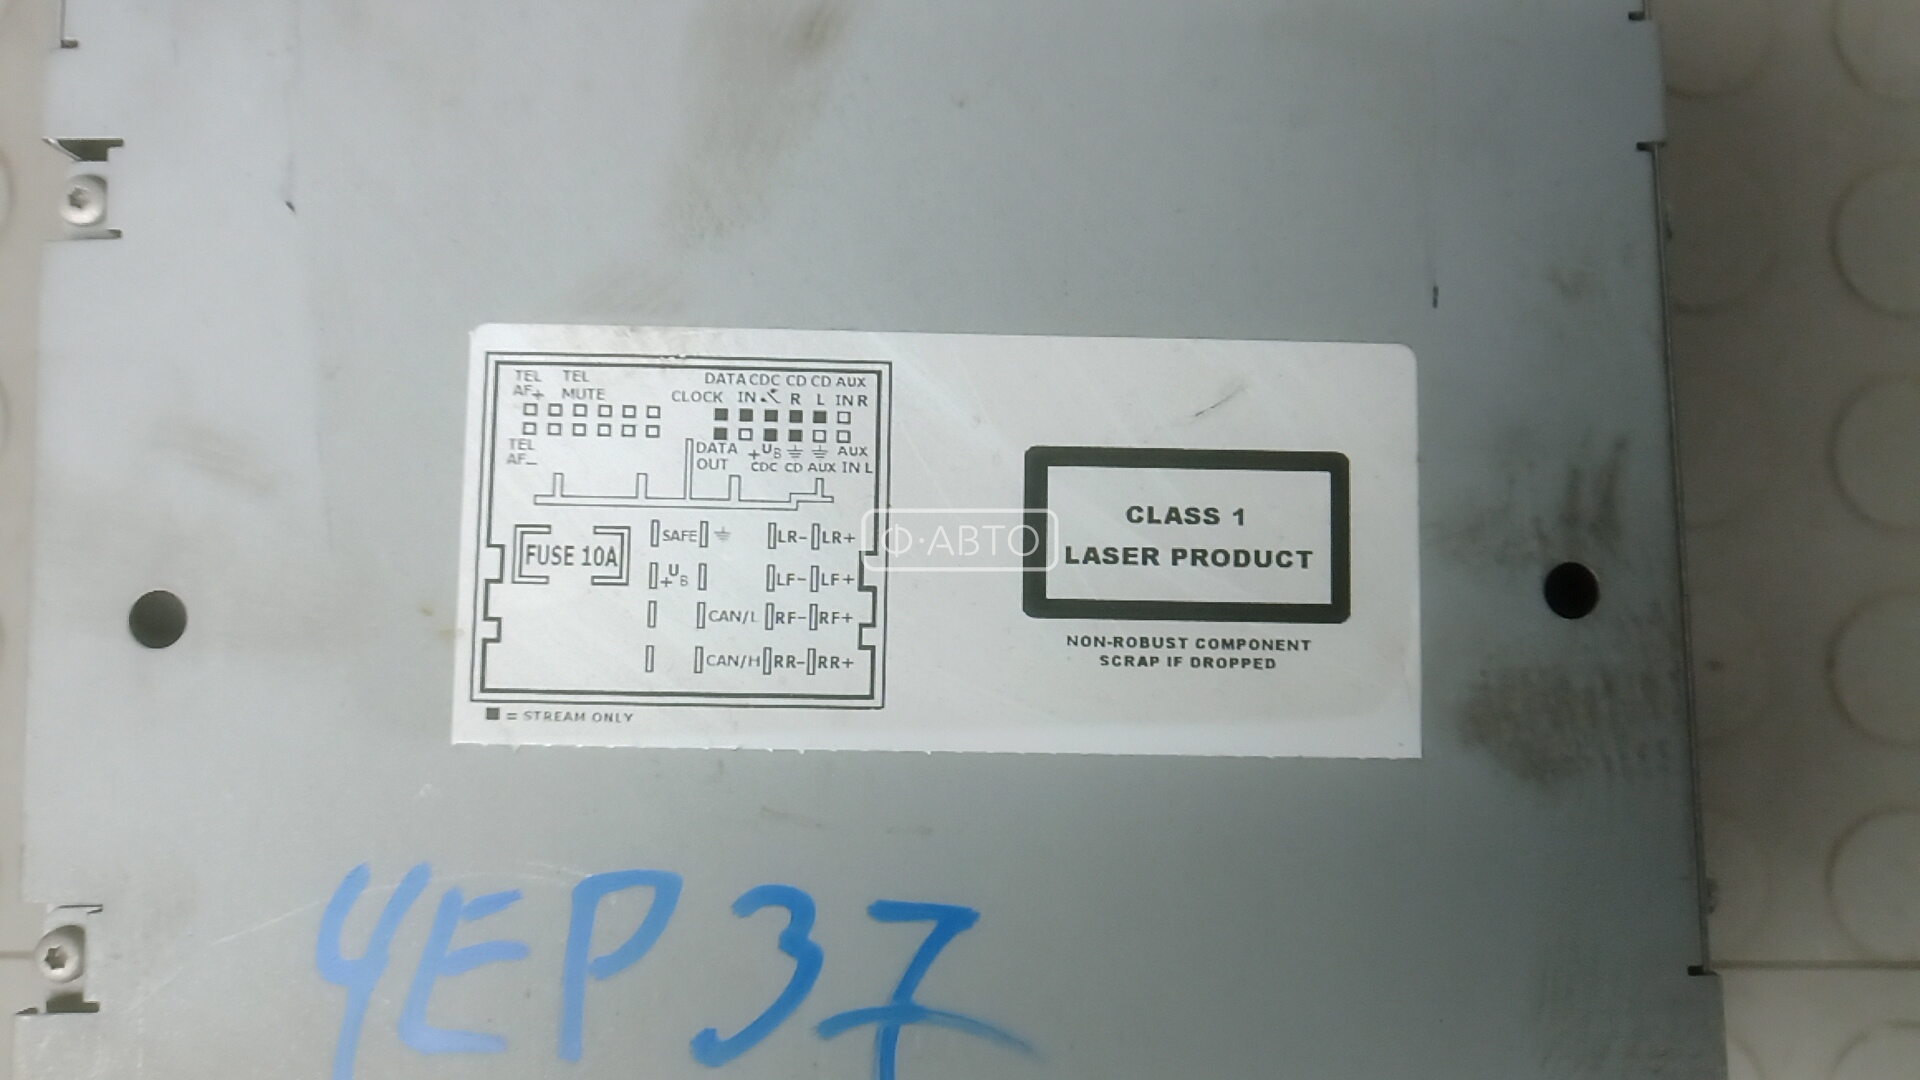 TEL TEL DATA CDC CD CD AUX
AF+ MUTE CLOCK IN R L IN R
TEL DATA +UB AUX
AF- OUT CDC CD AUX IN L
FUSE 10A
SAFE LR- LR+
+UB LF- LF+
CAN/L RF- RF+
CAN/H RR- RR+
■ = STREAM ONLY
CLASS 1
LASER PRODUCT
NON-ROBUST COMPONENT
SCRAP IF DROPPED
Ф·АВТО
ЧЕР 37